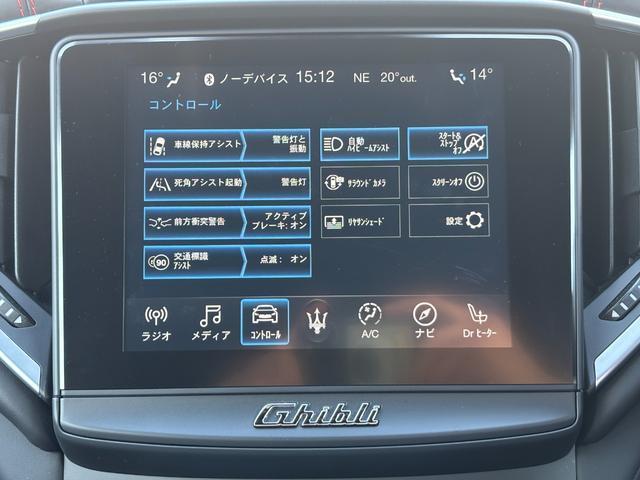 16° ノーデバイス 15:12 NE 20°out. 14°
コントロール
車線保持アシスト 警告灯と
振動
自動
ﾊｲﾋﾞｰﾑｱｼｽﾄ
ｽﾀｰﾄ&
ｽﾄｯﾌﾟ
ｵﾌ
死角アシスト起動 警告灯
ｻﾗｳﾝﾄﾞｶﾒﾗ
ｽｸﾘｰﾝｵﾌ
前方衝突警告 アクティブ
ブレーキ: オン
ﾘﾔｻﾝｼｪｰﾄﾞ
設定
90 交通標識
ｱｼｽﾄ
点滅： オン
ラジオ メディア ｺﾝﾄﾛｰﾙ A/C ナビ Dr ﾋｰﾀｰ
Ghibli